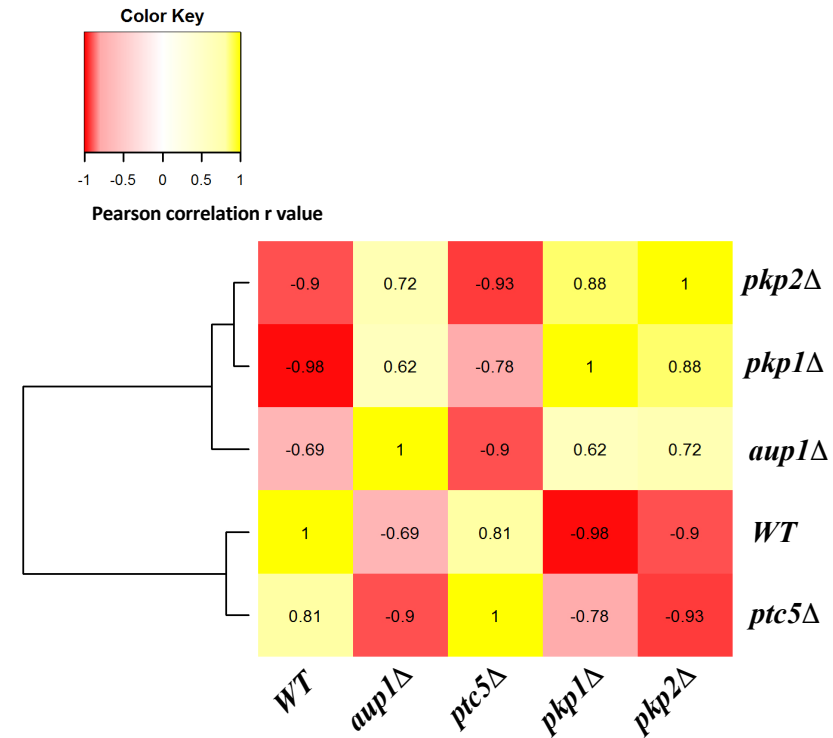 Color Key
-1 -0.5 0 0.5 1
Pearson correlation r value
-0.9 0.72 -0.93 0.88 1 pkp2Δ
-0.98 0.62 -0.78 1 0.88 pkp1Δ
-0.69 1 -0.9 0.62 0.72 aup1Δ
1 -0.69 0.81 -0.98 -0.9 WT
0.81 -0.9 1 -0.78 -0.93 ptc5Δ
WT aup1Δ ptc5Δ pkp1Δ pkp2Δ